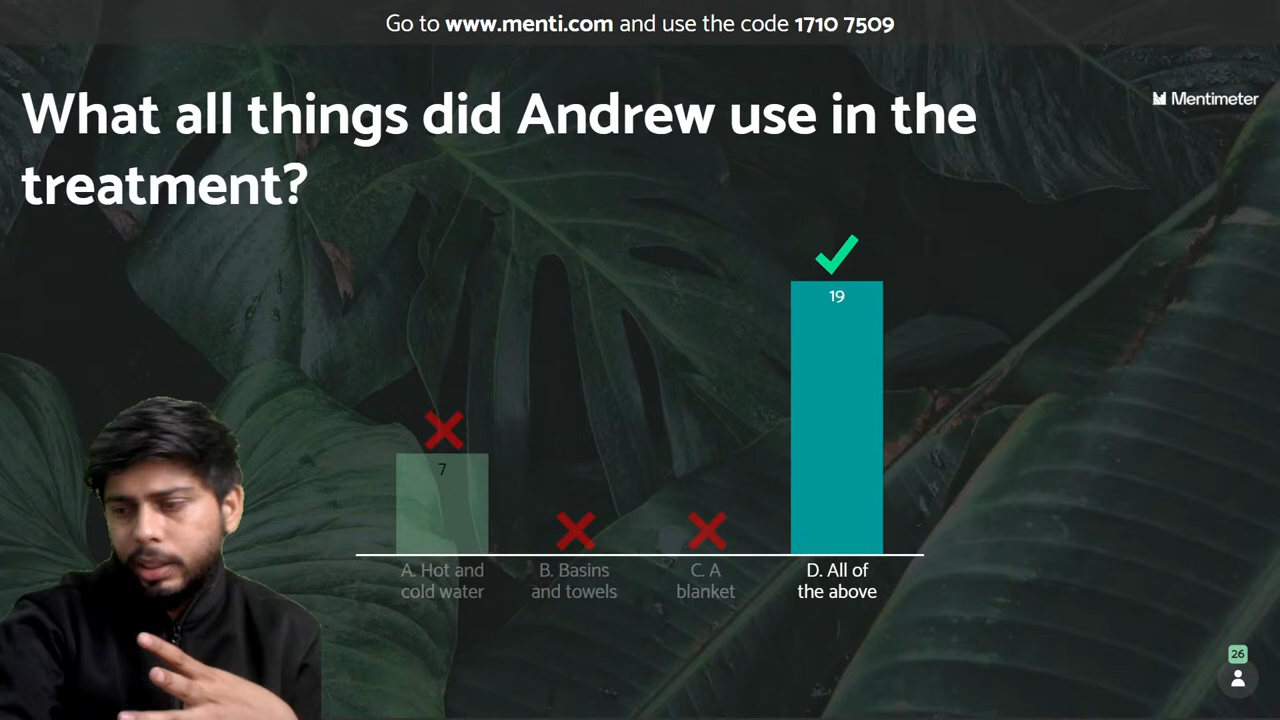 Go to www.menti.com and use the code 1710 7509
What all things did Andrew use in the
treatment?
Mentimeter
19
7
A. Hot and
cold water
B. Basins
and towels
C. A
blanket
D. All of
the above
26